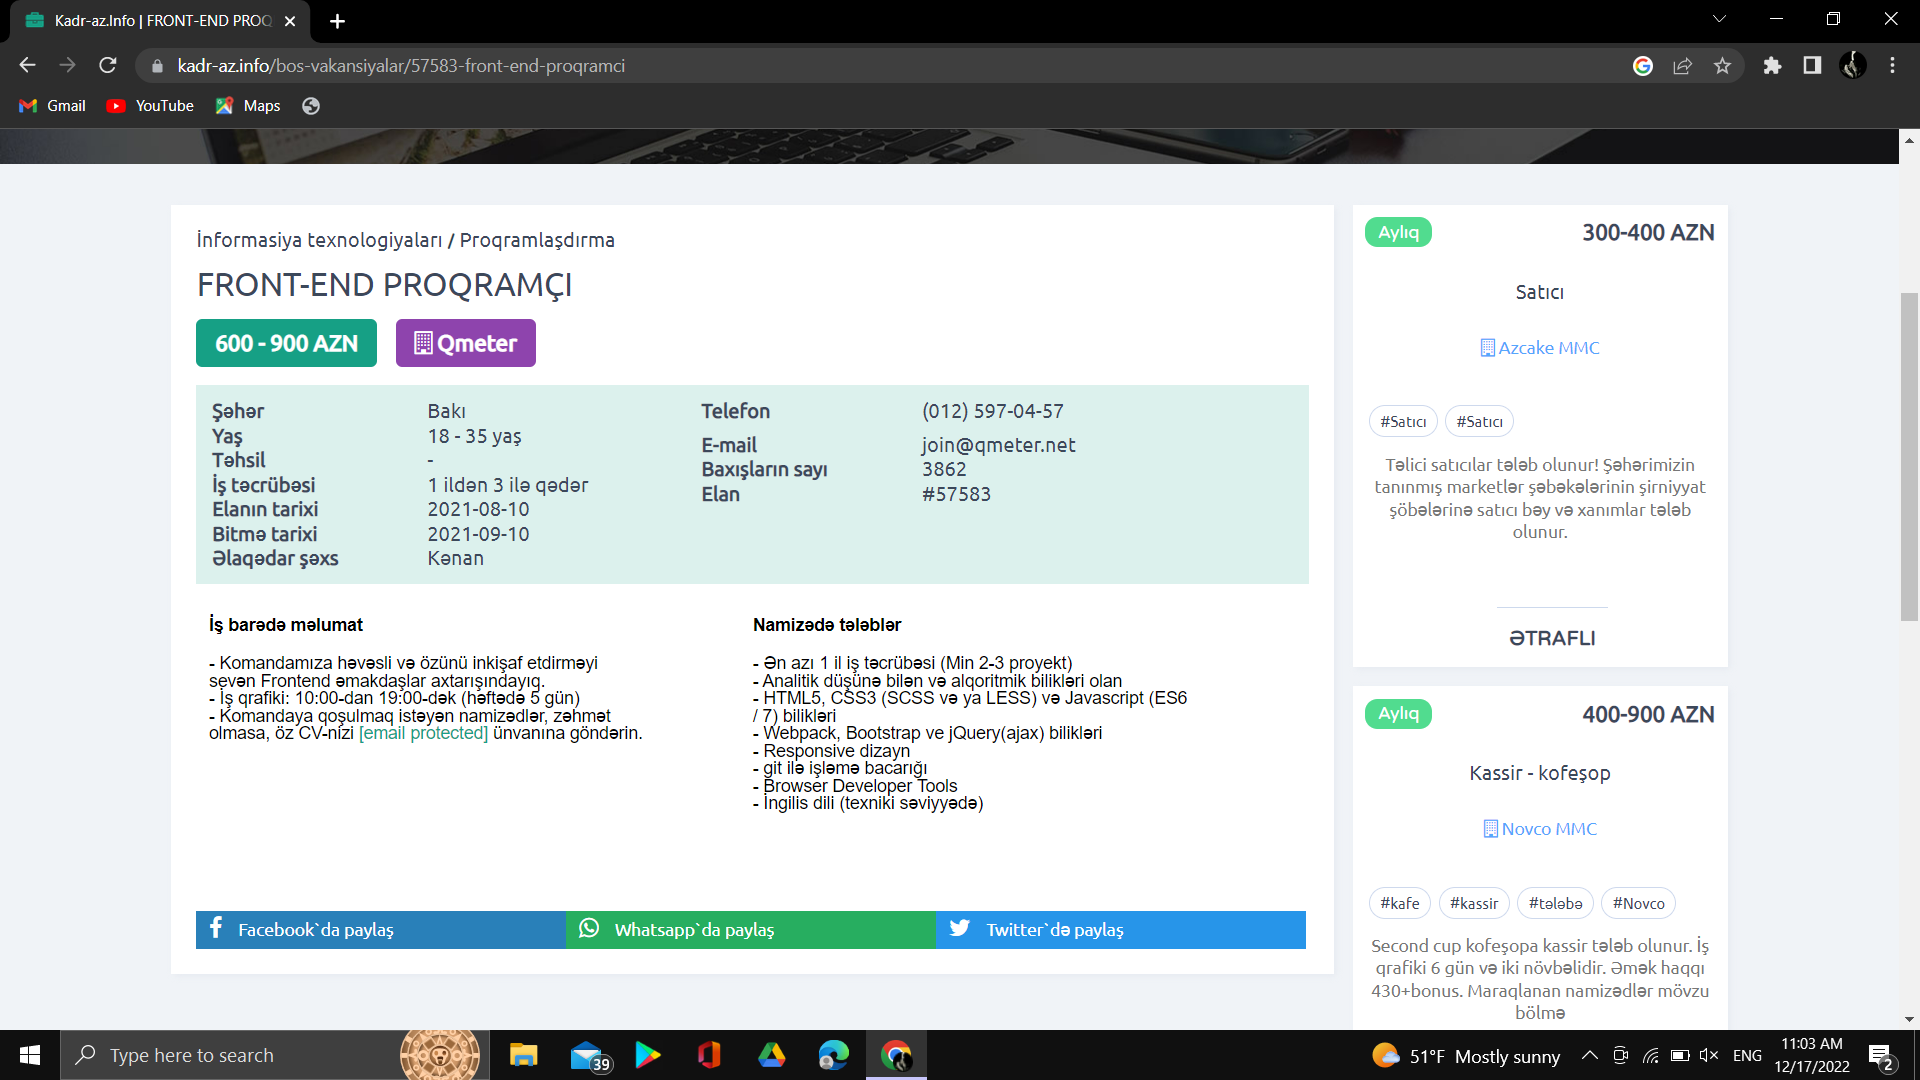 Kadr-az.Info | FRONT-END PROQ
kadr-az.info/bos-vakansiyalar/57583-front-end-proqramci
Gmail
YouTube
Maps
İnformasiya texnologiyaları / Proqramlaşdırma
FRONT-END PROQRAMÇI
600 - 900 AZN
Qmeter
Şəhər Bakı
Yaş 18 - 35 yaş
Təhsil -
İş təcrübəsi 1 ildən 3 ilə qədər
Elanın tarixi 2021-08-10
Bitmə tarixi 2021-09-10
Əlaqədar şəxs Kənan
Telefon (012) 597-04-57
E-mail join@qmeter.net
Baxışların sayı 3862
Elan #57583
İş barədə məlumat
- Komandamıza həvəsli və özünü inkişaf etdirməyi
sevən Frontend əməkdaşlar axtarışındayıq.
- İş qrafiki: 10:00-dan 19:00-dək (həftədə 5 gün)
- Komandaya qoşulmaq istəyən namizədlər, zəhmət
olmasa, öz CV-nizi [email protected] ünvanına göndərin.
Namizədə tələblər
- Ən azı 1 il iş təcrübəsi (Min 2-3 proyekt)
- Analitik düşünə bilən və alqoritmik bilikləri olan
- HTML5, CSS3 (SCSS və ya LESS) və Javascript (ES6
/ 7) bilikləri
- Webpack, Bootstrap ve jQuery(ajax) bilikləri
- Responsive dizayn
- git ilə işləmə bacarığı
- Browser Developer Tools
- İngilis dili (texniki səviyyədə)
Facebook`da paylaş
Whatsapp`da paylaş
Twitter`də paylaş
Aylıq
300-400 AZN
Satıcı
Azcake MMC
#Satıcı #Satıcı
Təlici satıcılar tələb olunur! Şəhərimizin
tanınmış marketlər şəbəkələrinin şirniyyat
şöbələrinə satıcı bəy və xanımlar tələb
olunur.
ƏTRAFLI
Aylıq
400-900 AZN
Kassir - kofeşop
Novco MMC
#kafe #kassir #tələbə #Novco
Second cup kofeşopa kassir tələb olunur. İş
qrafiki 6 gün və iki növbəlidir. Əmək haqqı
430+bonus. Maraqlanan namizədlər mövzu
bölmə
Type here to search
39
51°F Mostly sunny
ENG
11:03 AM
12/17/2022
2